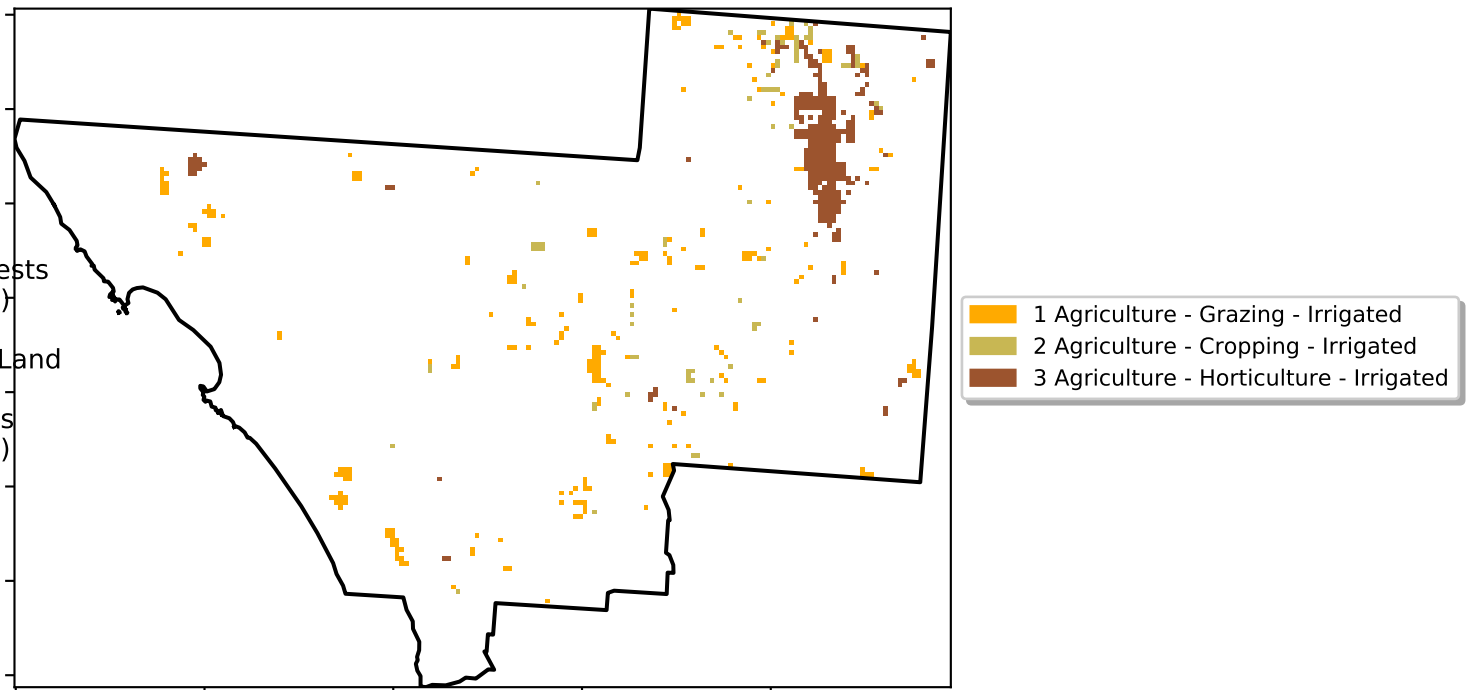 ests
)
Land
s
)
1 Agriculture - Grazing - Irrigated
2 Agriculture - Cropping - Irrigated
3 Agriculture - Horticulture - Irrigated